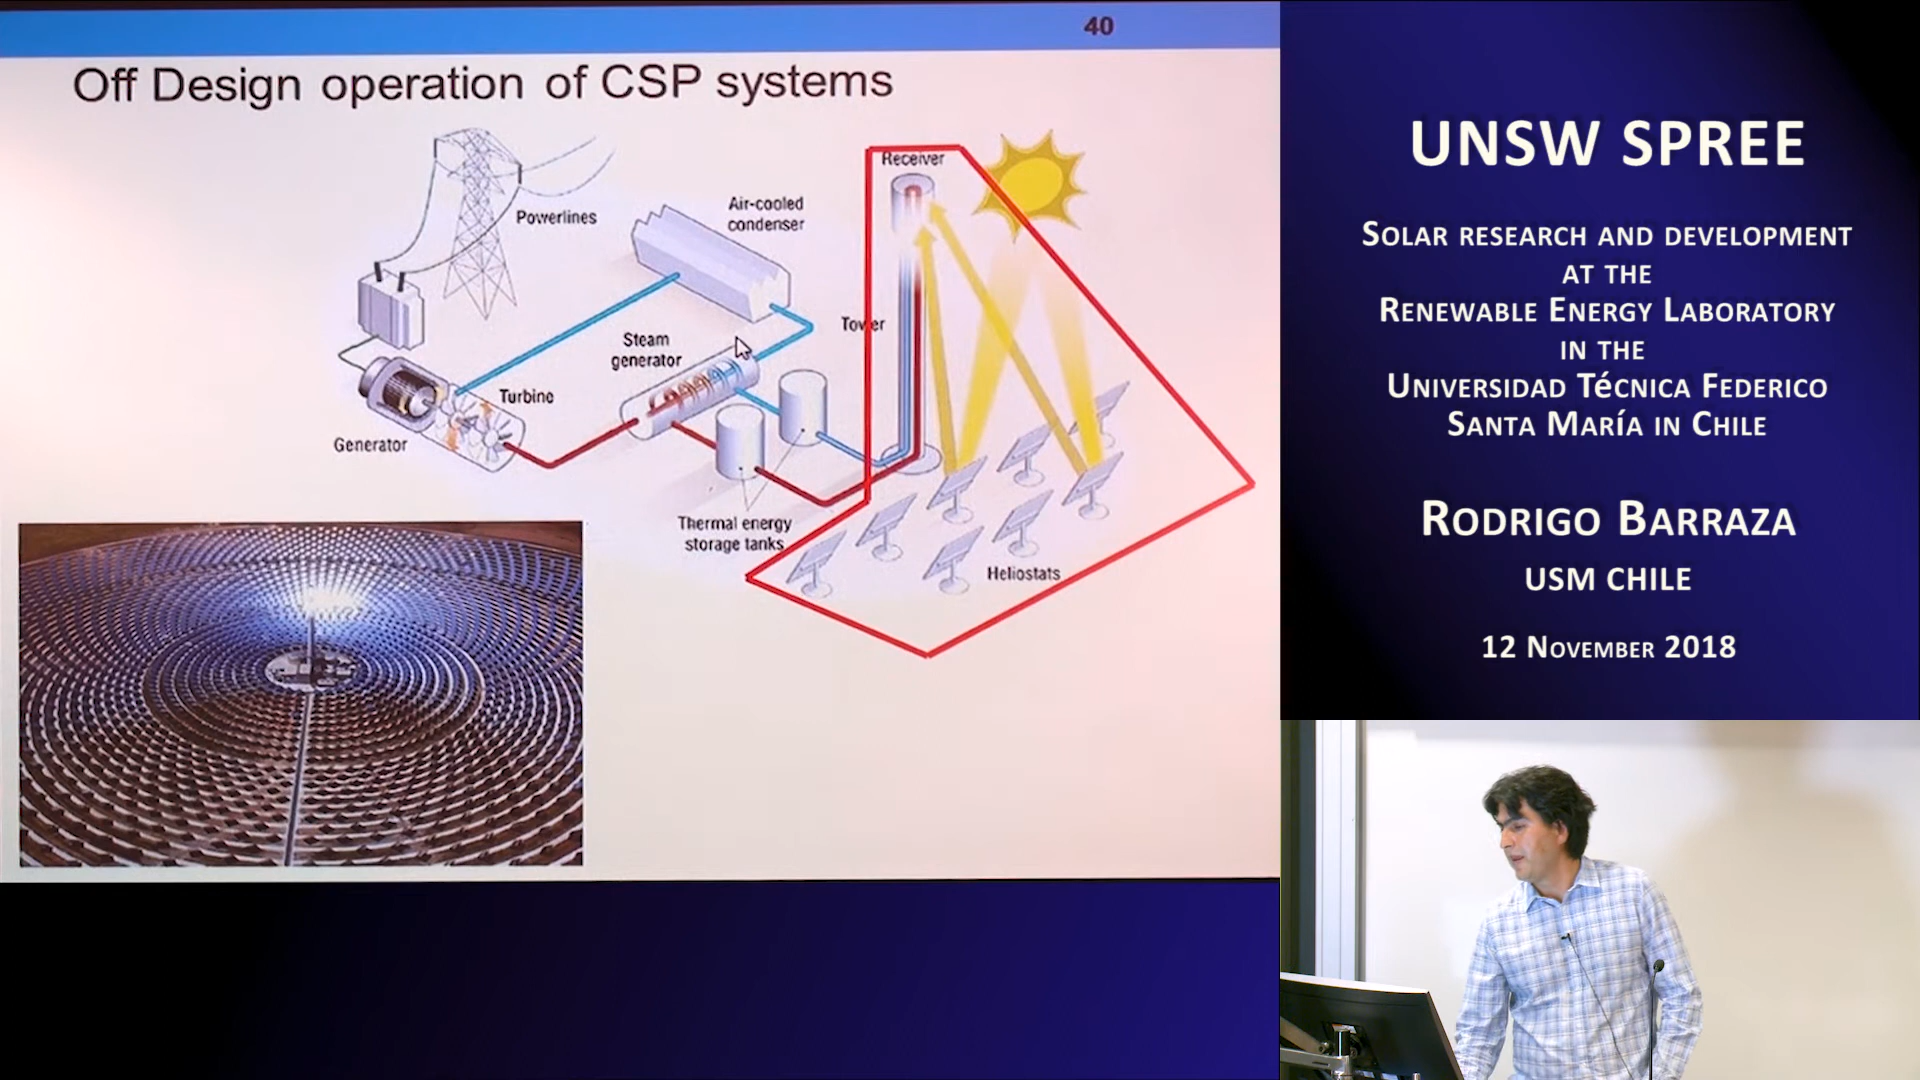 40
Off Design operation of CSP systems
Receiver
Air-cooled
condenser
Powerlines
Tower
Steam
generator
Turbine
Generator
Thermal energy
storage tanks
Heliostats
UNSW SPREE
SOLAR RESEARCH AND DEVELOPMENT
AT THE
RENEWABLE ENERGY LABORATORY
IN THE
UNIVERSIDAD TéCNICA FEDERICO
SANTA MARÍA IN CHILE
RODRIGO BARRAZA
USM CHILE
12 NOVEMBER 2018